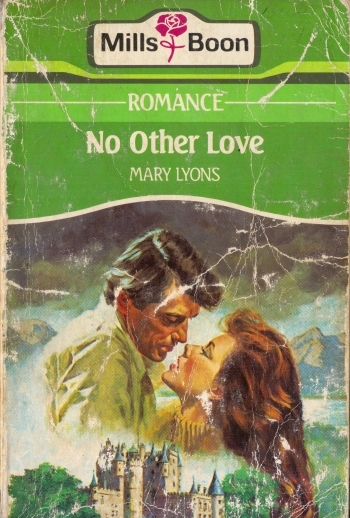 Mills & Boon
ROMANCE
No Other Love
MARY LYONS